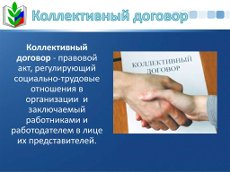 Коллективный договор
Коллективный
договор - правовой
акт, регулирующий
социально-трудовые
отношения в
организации и
заключаемый
работниками и
работодателем в лице
их представителей.
КОЛЛЕКТИВНЫЙ
ДОГОВОР